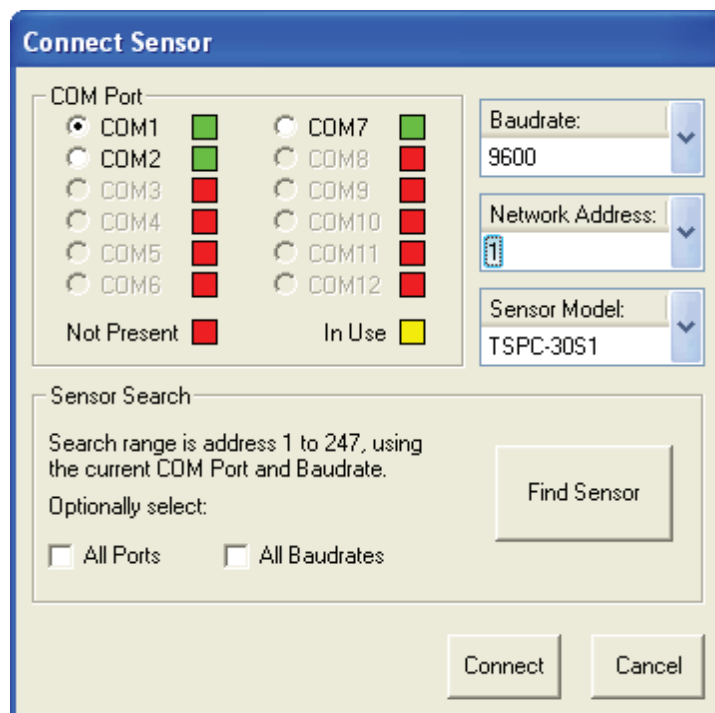 Connect Sensor
COM Port
COM1
COM2
COM3
COM4
COM5
COM6
COM7
COM8
COM9
COM10
COM11
COM12
Not Present
In Use
Baudrate:
9600
Network Address:
1
Sensor Model:
TSPC-30S1
Sensor Search
Search range is address 1 to 247, using
the current COM Port and Baudrate.
Optionally select:
All Ports
All Baudrates
Find Sensor
Connect
Cancel